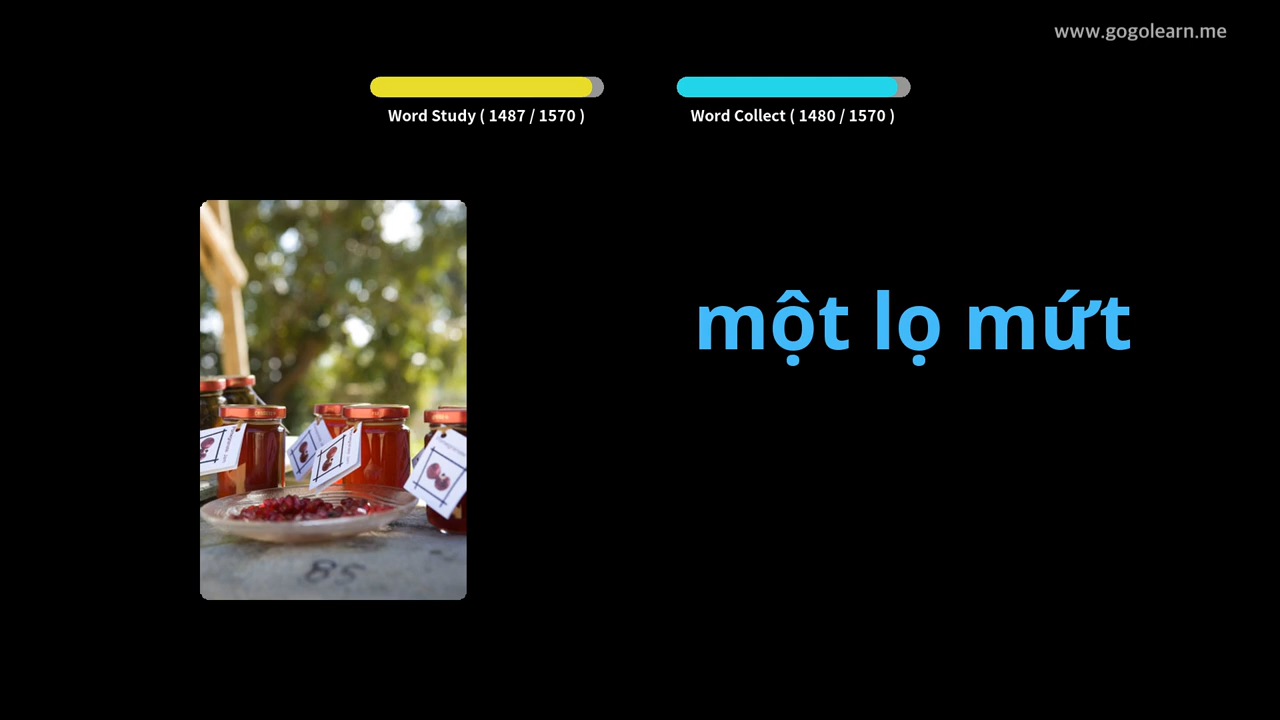 www.gogolearn.me
Word Study ( 1487 / 1570 )
Word Collect ( 1480 / 1570 )
một lọ mứt
85